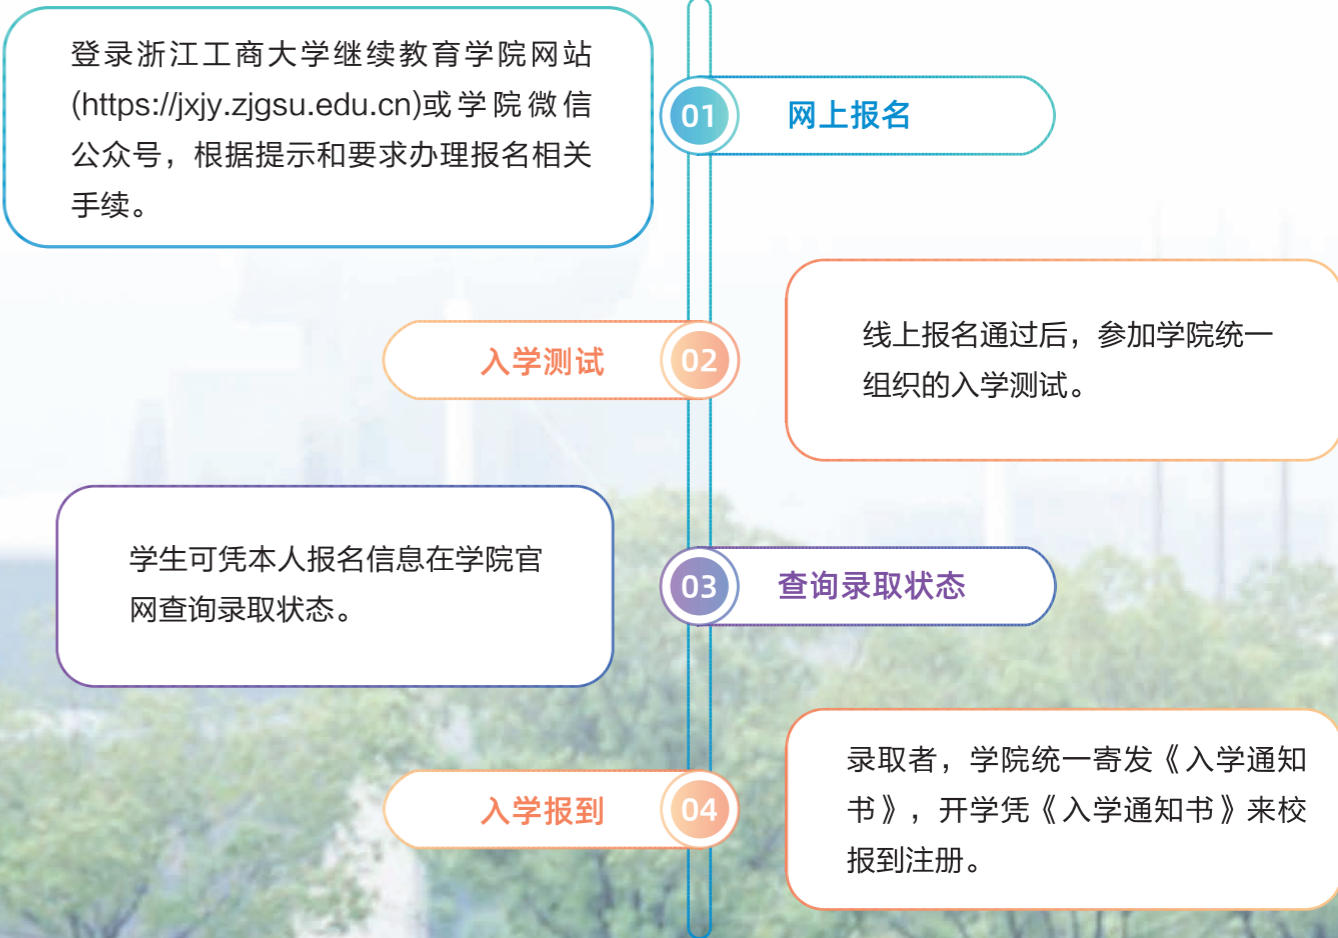 登录浙江工商大学继续教育学院网站
(https://jxjy.zjgsu.edu.cn)或学院微信
公众号，根据提示和要求办理报名相关
手续。
01
网上报名
入学测试
02
线上报名通过后，参加学院统一
组织的入学测试。
学生可凭本人报名信息在学院官
网查询录取状态。
03
查询录取状态
入学报到
04
录取者，学院统一寄发《入学通知
书》，开学凭《入学通知书》来校
报到注册。